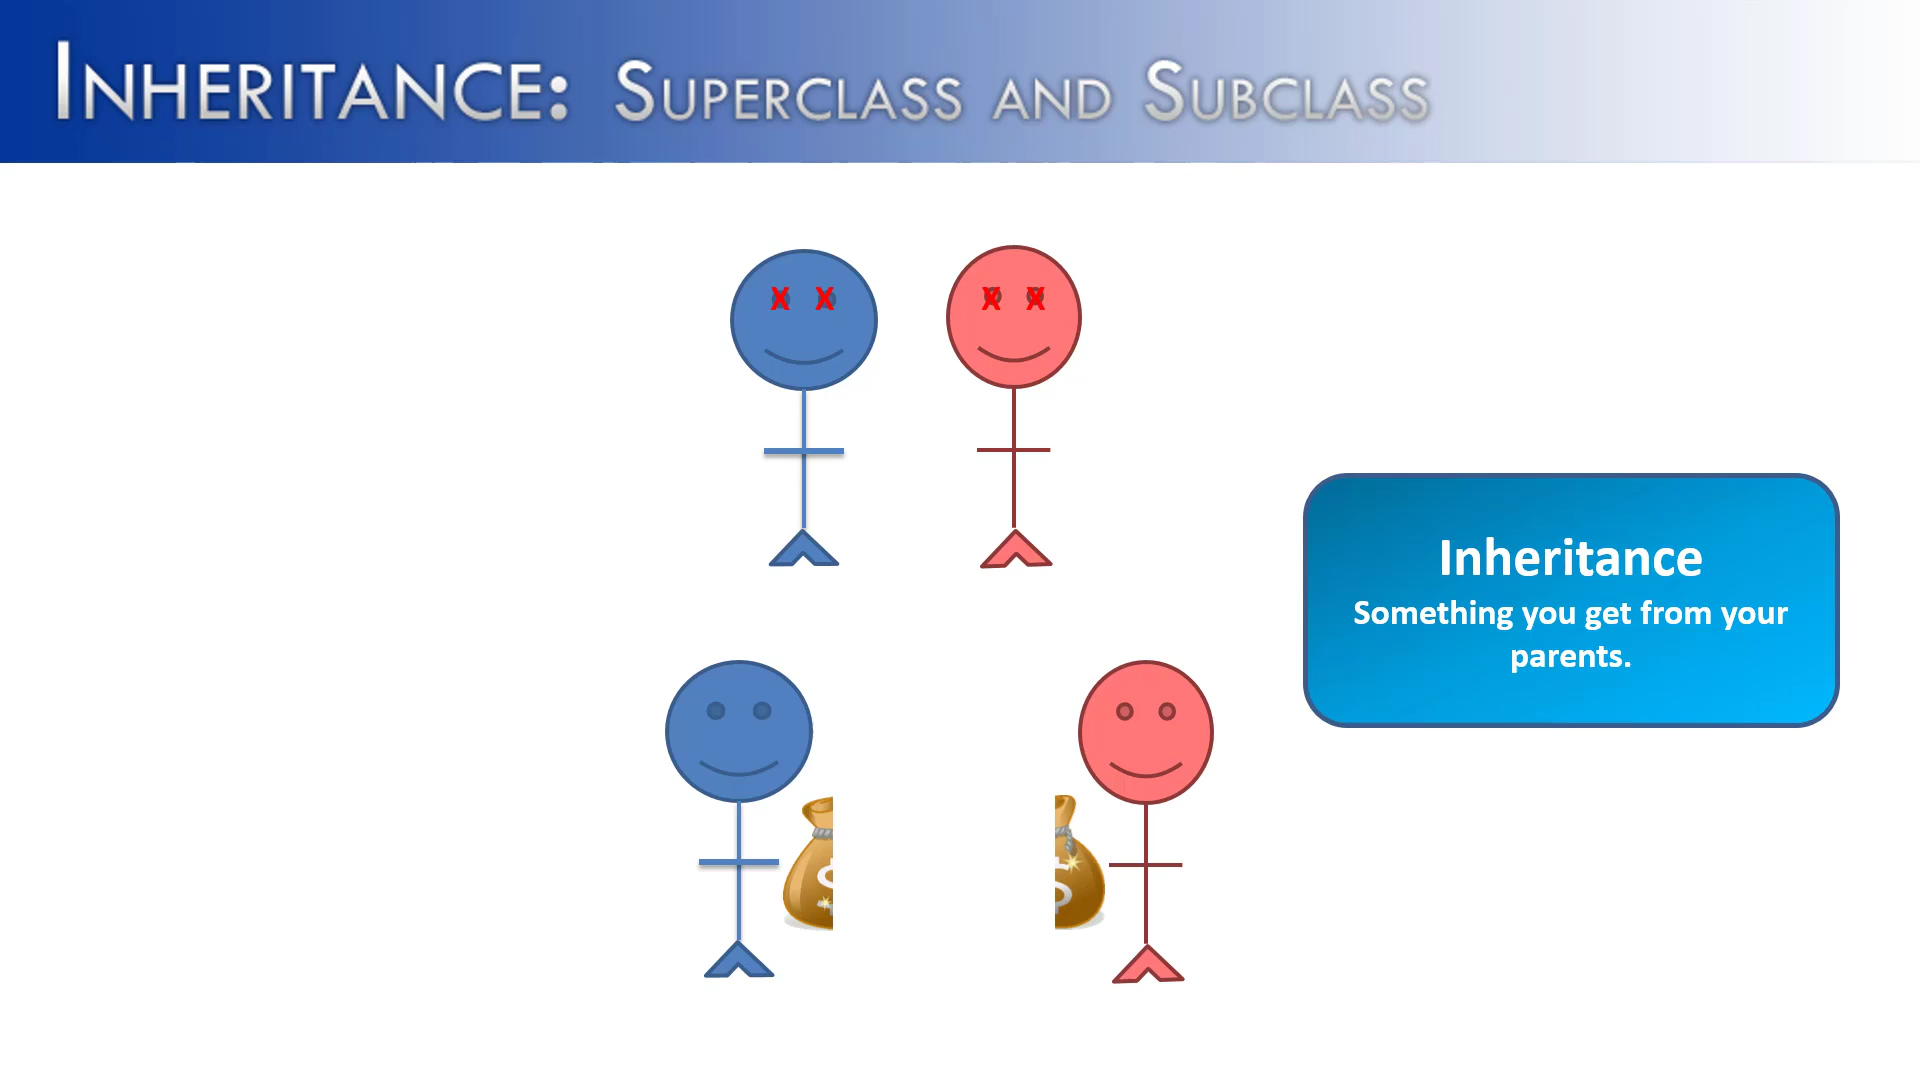 Inheritance: Superclass and Subclass
X X X X
Inheritance
Something you get from your
parents.
$ $